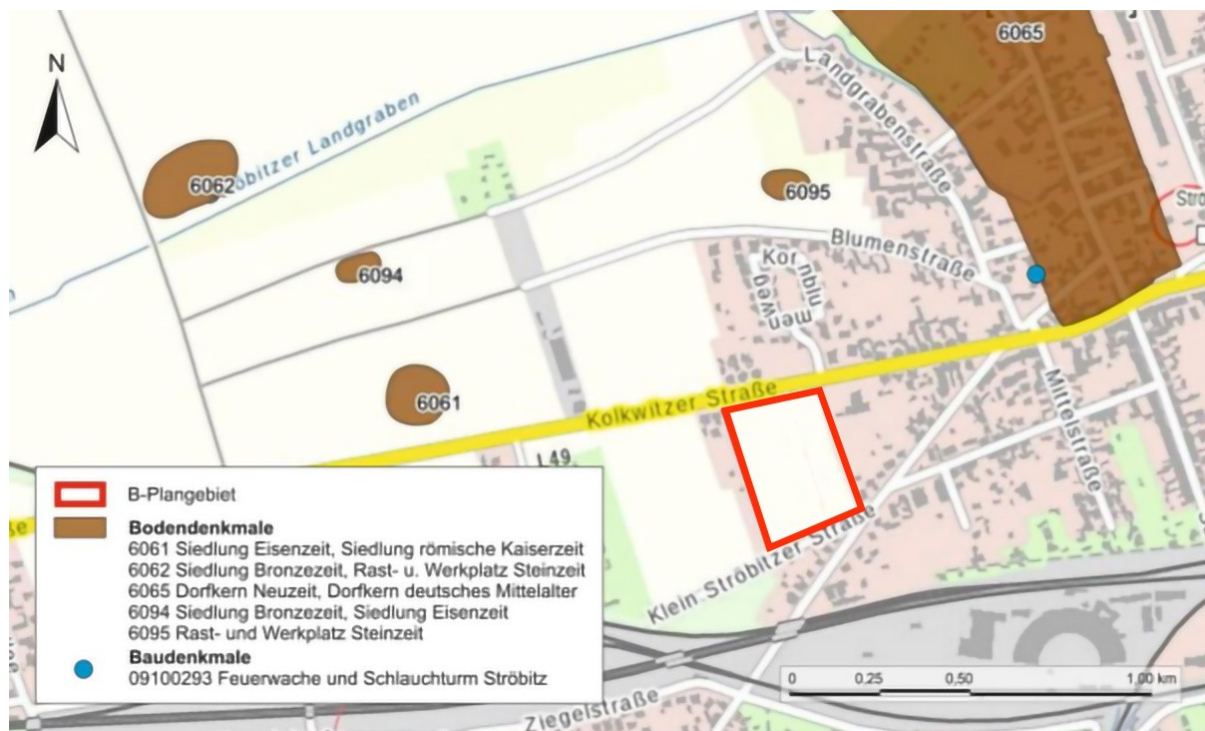 N
6065
Landgrabenstraße
Ströbitzer Landgraben
6062
6095
Stro
Blumenstraße
6094
Kornblumenweg
6061
Kolkwitzer Straße
L49
Mittelstraße
Klein Ströbitzer Straße
B-Plangebiet
Bodendenkmale
6061 Siedlung Eisenzeit, Siedlung römische Kaiserzeit
6062 Siedlung Bronzezeit, Rast- u. Werkplatz Steinzeit
6065 Dorfkern Neuzeit, Dorfkern deutsches Mittelalter
6094 Siedlung Bronzezeit, Siedlung Eisenzeit
6095 Rast- und Werkplatz Steinzeit
Baudenkmale
09100293 Feuerwache und Schlauchturm Ströbitz
0 0,25 0,50 1,00 km
Ziegelstraße